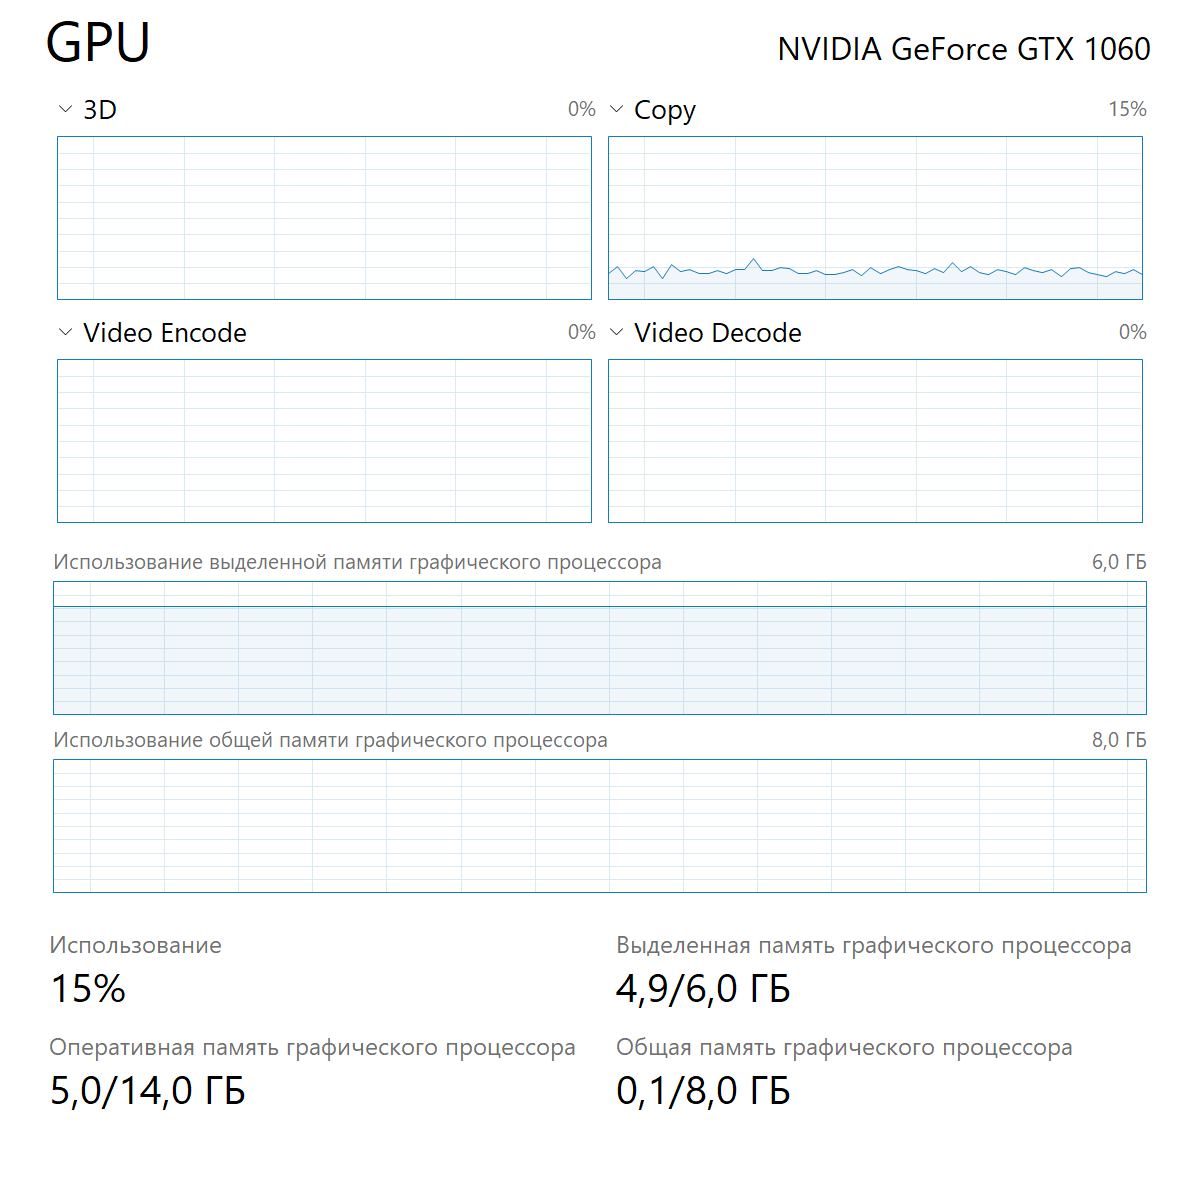 GPU
NVIDIA GeForce GTX 1060
3D 0%
Copy 15%
Video Encode 0%
Video Decode 0%
Использование выделенной памяти графического процессора 6,0 ГБ
Использование общей памяти графического процессора 8,0 ГБ
Использование
15%
Выделенная память графического процессора
4,9/6,0 ГБ
Оперативная память графического процессора
5,0/14,0 ГБ
Общая память графического процессора
0,1/8,0 ГБ